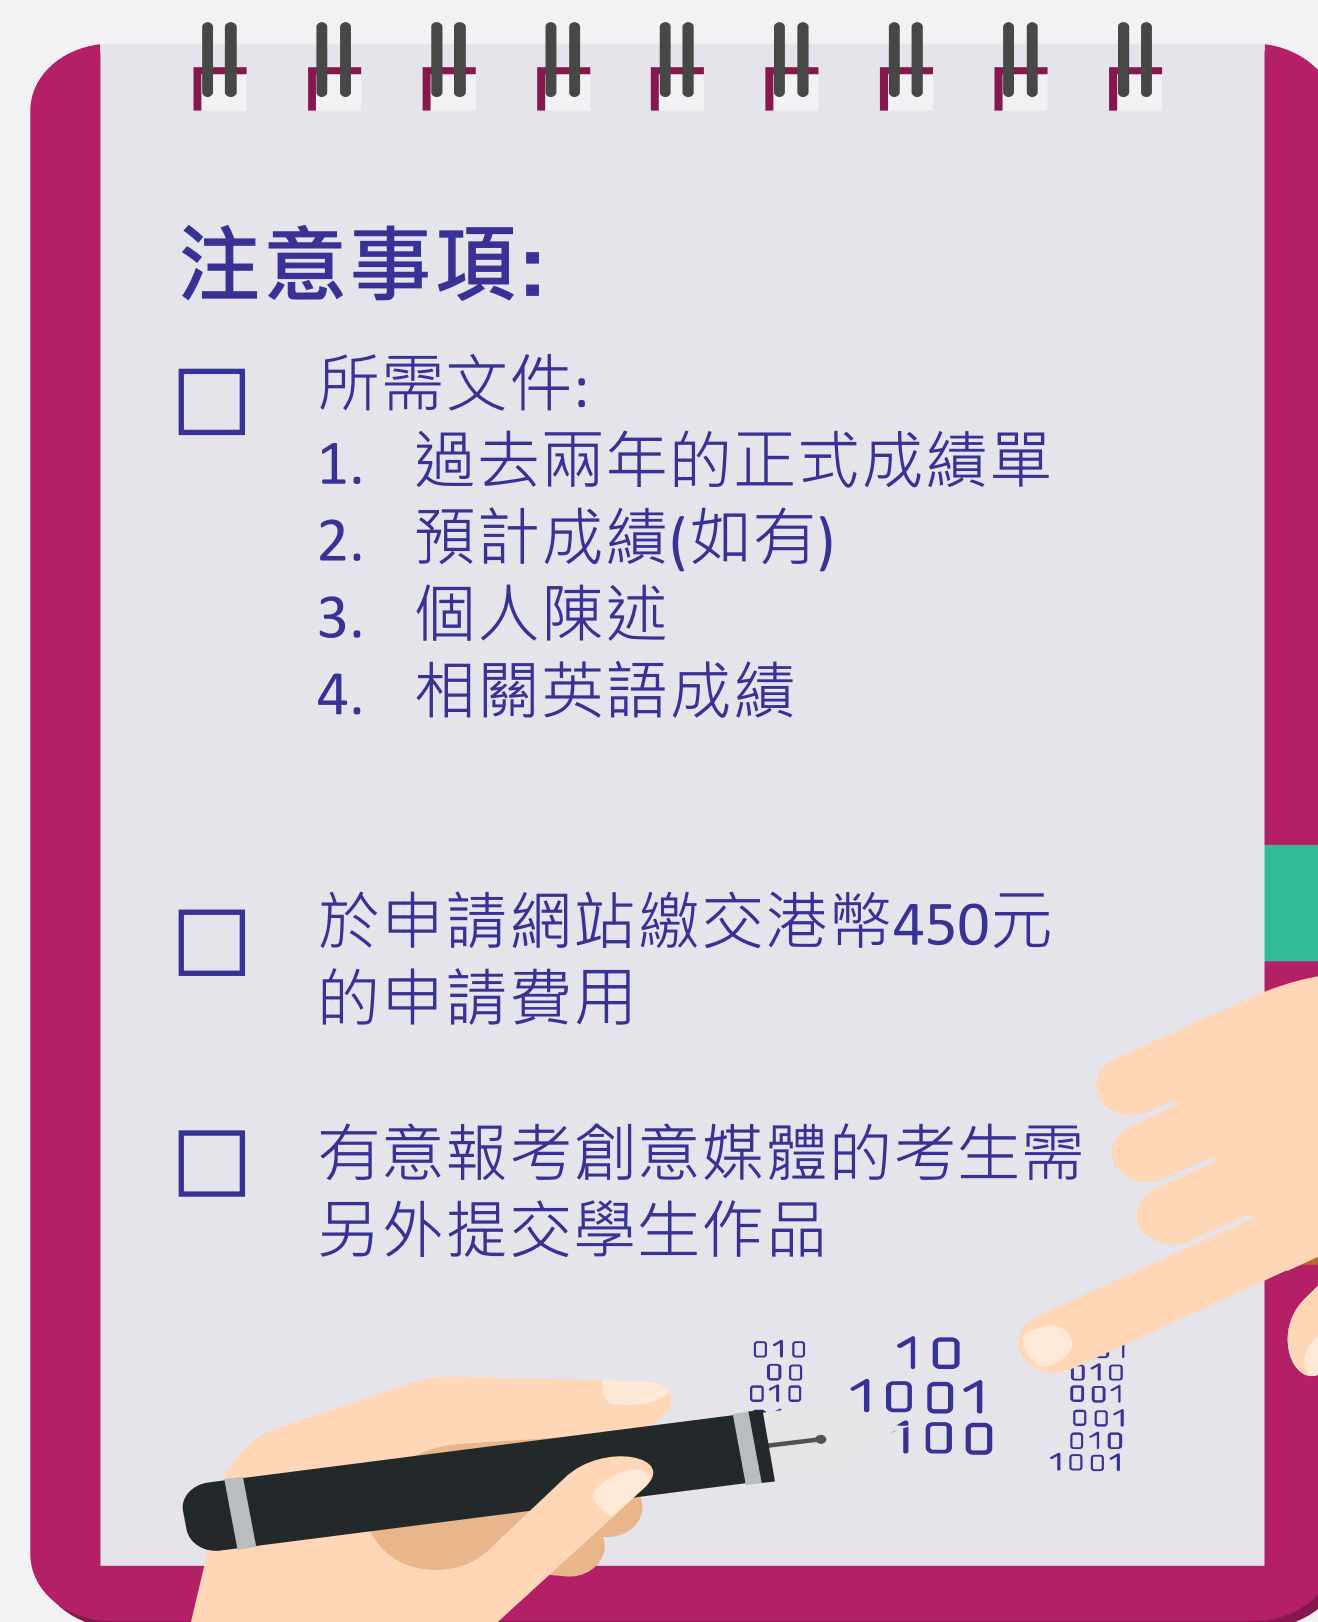 注意事項:
所需文件:
1. 過去兩年的正式成績單
2. 預計成績(如有)
3. 個人陳述
4. 相關英語成績
於申請網站繳交港幣450元
的申請費用
有意報考創意媒體的考生需
另外提交學生作品
010
10
00
010
010
1001
001
100
001
010
1001